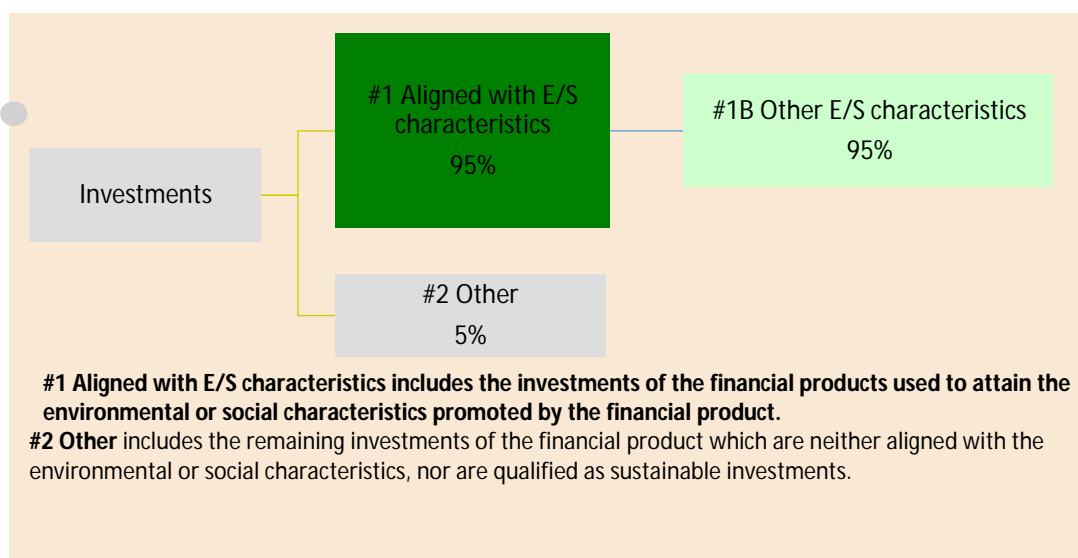 #1 Aligned with E/S
characteristics
95%
#1B Other E/S characteristics
95%
Investments
#2 Other
5%
#1 Aligned with E/S characteristics includes the investments of the financial products used to attain the
environmental or social characteristics promoted by the financial product.
#2 Other includes the remaining investments of the financial product which are neither aligned with the
environmental or social characteristics, nor are qualified as sustainable investments.